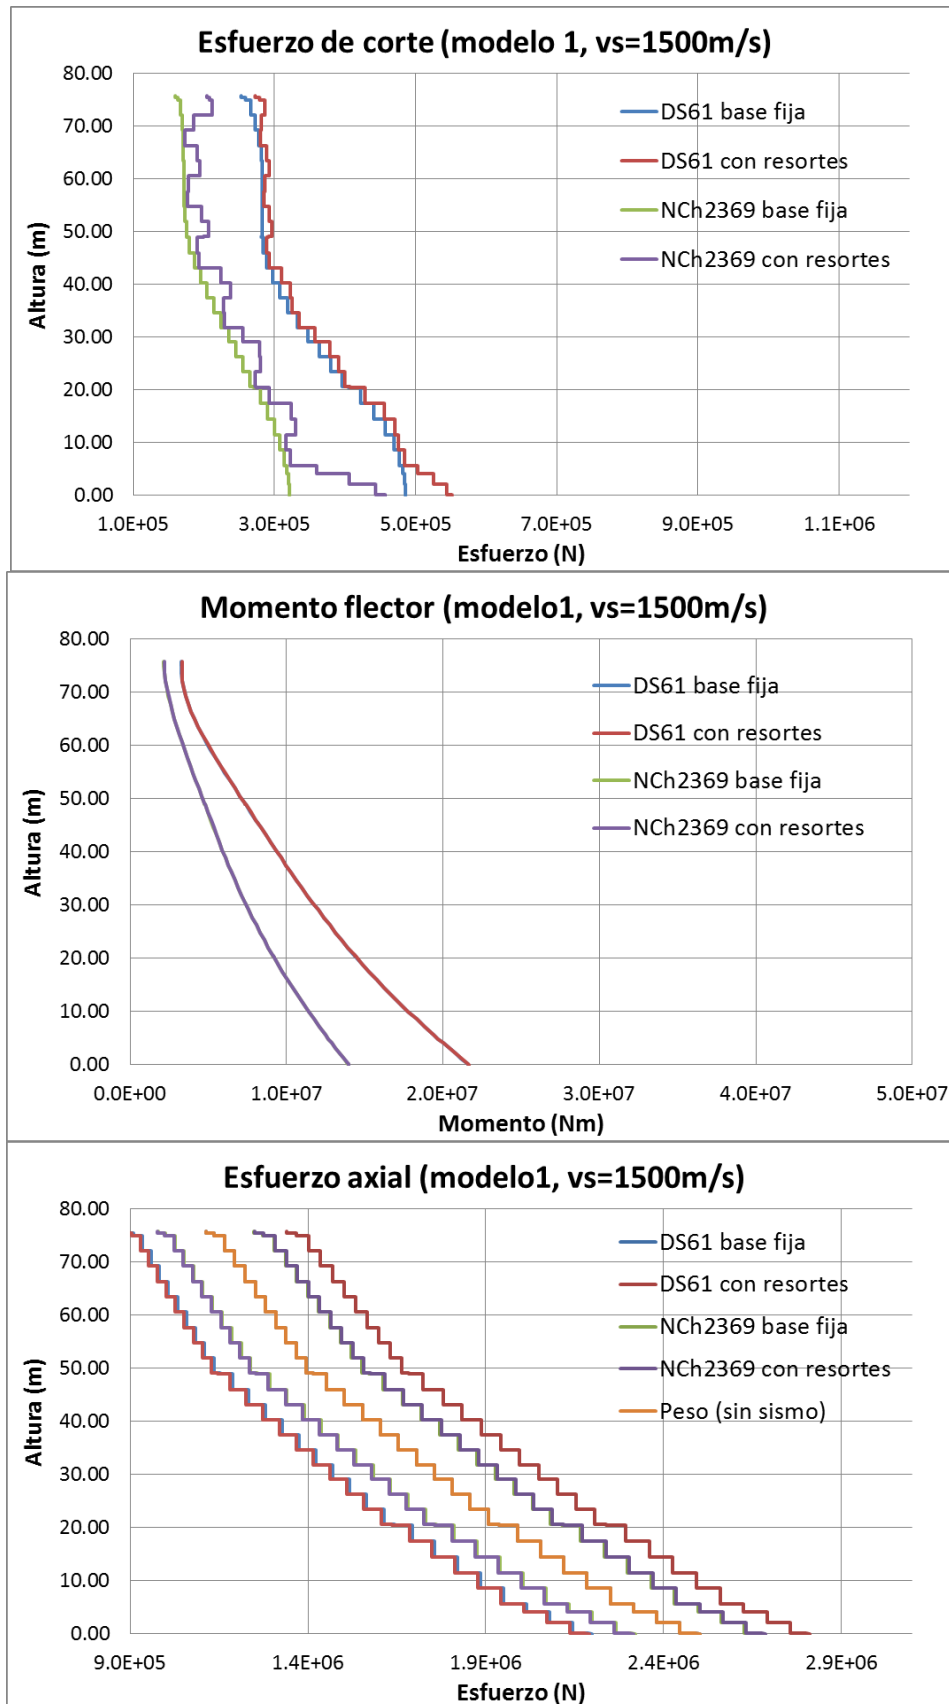 Esfuerzo de corte (modelo 1, vs=1500m/s)
80.00
70.00
60.00
50.00
40.00
30.00
20.00
10.00
0.00
Altura (m)
DS61 base fija
DS61 con resortes
NCh2369 base fija
NCh2369 con resortes
1.0E+05 3.0E+05 5.0E+05 7.0E+05 9.0E+05 1.1E+06
Esfuerzo (N)
Momento flector (modelo1, vs=1500m/s)
80.00
70.00
60.00
50.00
40.00
30.00
20.00
10.00
0.00
Altura (m)
DS61 base fija
DS61 con resortes
NCh2369 base fija
NCh2369 con resortes
0.0E+00 1.0E+07 2.0E+07 3.0E+07 4.0E+07 5.0E+07
Momento (Nm)
Esfuerzo axial (modelo1, vs=1500m/s)
80.00
70.00
60.00
50.00
40.00
30.00
20.00
10.00
0.00
Altura (m)
DS61 base fija
DS61 con resortes
NCh2369 base fija
NCh2369 con resortes
Peso (sin sismo)
9.0E+05 1.4E+06 1.9E+06 2.4E+06 2.9E+06
Esfuerzo (N)